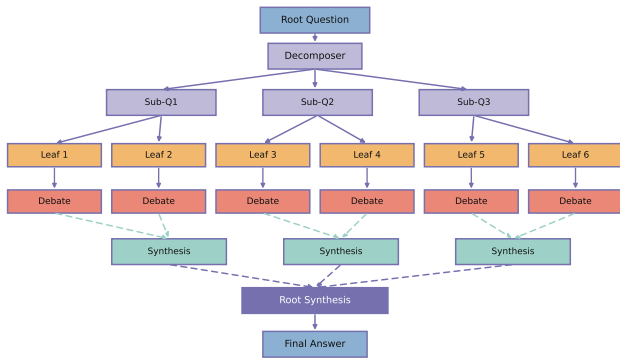 Root Question
Decomposer
Sub-Q1
Sub-Q2
Sub-Q3
Leaf 1
Leaf 2
Leaf 3
Leaf 4
Leaf 5
Leaf 6
Debate
Debate
Debate
Debate
Debate
Debate
Synthesis
Synthesis
Synthesis
Root Synthesis
Final Answer